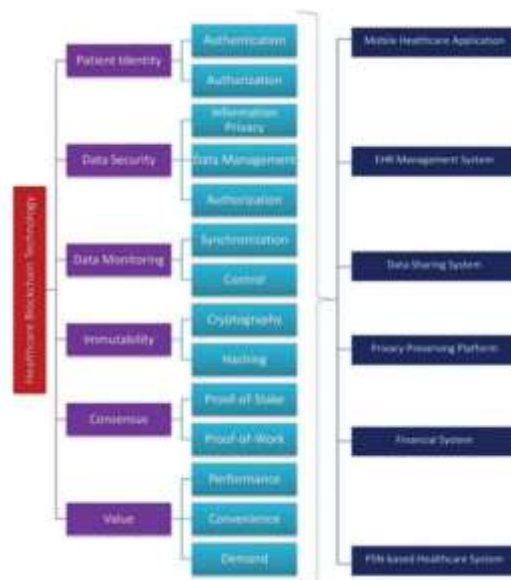 Healthcare Blockchain Technology
Patient Identity
Authentication
Authorization
Data Security
Information
Privacy
Data Management
Authorization
Data Monitoring
Synchronization
Control
Immutability
Cryptography
Hashing
Consensus
Proof-of-Stake
Proof-of-Work
Value
Performance
Convenience
Demand
Mobile Healthcare Application
EHR Management System
Data Sharing System
Privacy Preserving Platform
Financial System
PSN-based Healthcare System